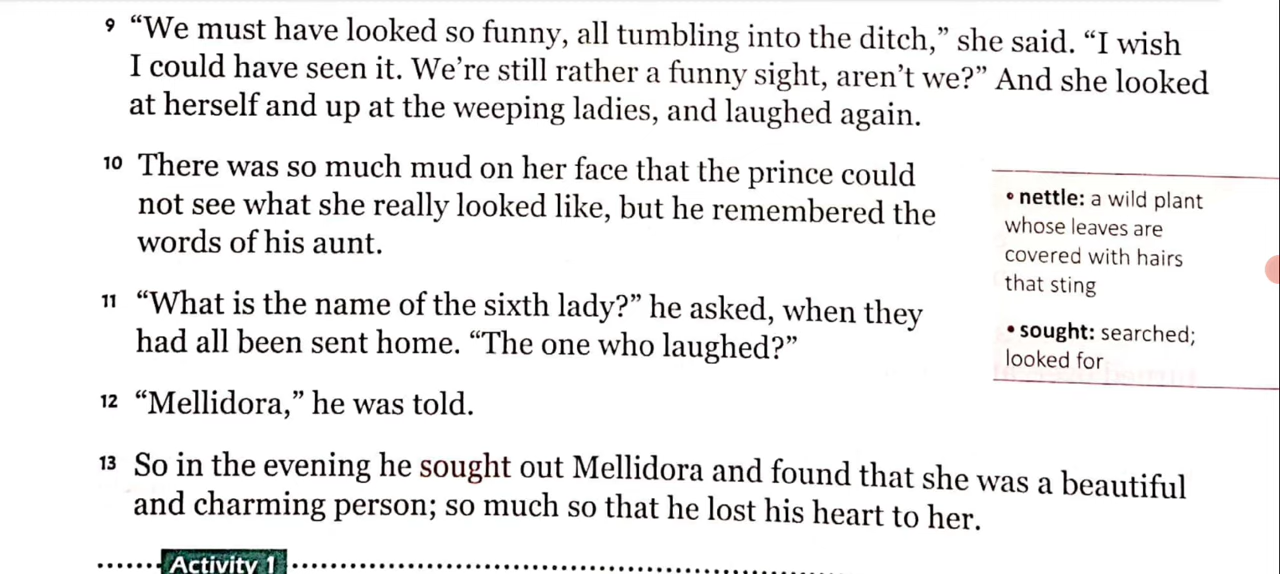 9 “We must have looked so funny, all tumbling into the ditch,” she said. “I wish
I could have seen it. We’re still rather a funny sight, aren’t we?” And she looked
at herself and up at the weeping ladies, and laughed again.
10 There was so much mud on her face that the prince could
not see what she really looked like, but he remembered the
words of his aunt.
11 “What is the name of the sixth lady?” he asked, when they
had all been sent home. “The one who laughed?”
12 “Mellidora,” he was told.
13 So in the evening he sought out Mellidora and found that she was a beautiful
and charming person; so much so that he lost his heart to her.
• nettle: a wild plant
whose leaves are
covered with hairs
that sting
• sought: searched;
looked for
Activity 1